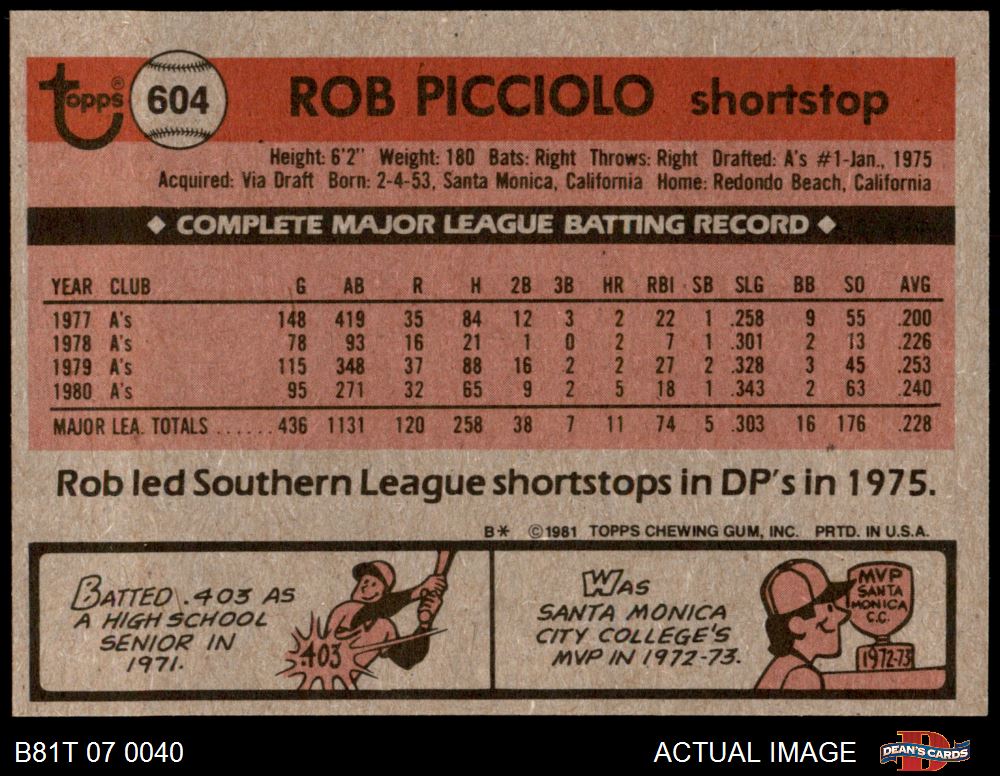 Topps®
604
ROB PICCIOLO shortstop
Height: 6'2" Weight: 180 Bats: Right Throws: Right Drafted: A's #1-Jan., 1975
Acquired: Via Draft Born: 2-4-53, Santa Monica, California Home: Redondo Beach, California
◆ COMPLETE MAJOR LEAGUE BATTING RECORD ◆
YEAR CLUB G AB R H 2B 3B HR RBI SB SLG BB SO AVG
1977 A's 148 419 35 84 12 3 2 22 1 .258 9 55 .200
1978 A's 78 93 16 21 1 0 2 7 1 .301 2 13 .226
1979 A's 115 348 37 88 16 2 2 27 2 .328 3 45 .253
1980 A's 95 271 32 65 9 2 5 18 1 .343 2 63 .240
MAJOR LEA. TOTALS ...... 436 1131 120 258 38 7 11 74 5 .303 16 176 .228
Rob led Southern League shortstops in DP's in 1975.
B* ©1981 TOPPS CHEWING GUM, INC. PRTD. IN U.S.A.
BATTED .403 AS
A HIGH SCHOOL
SENIOR IN
1971.
.403
WAS
SANTA MONICA
CITY COLLEGE'S
MVP IN 1972-73.
MVP
SANTA
MONICA
C.C.
1972-73
B81T 07 0040
ACTUAL IMAGE
DEAN'S CARDS